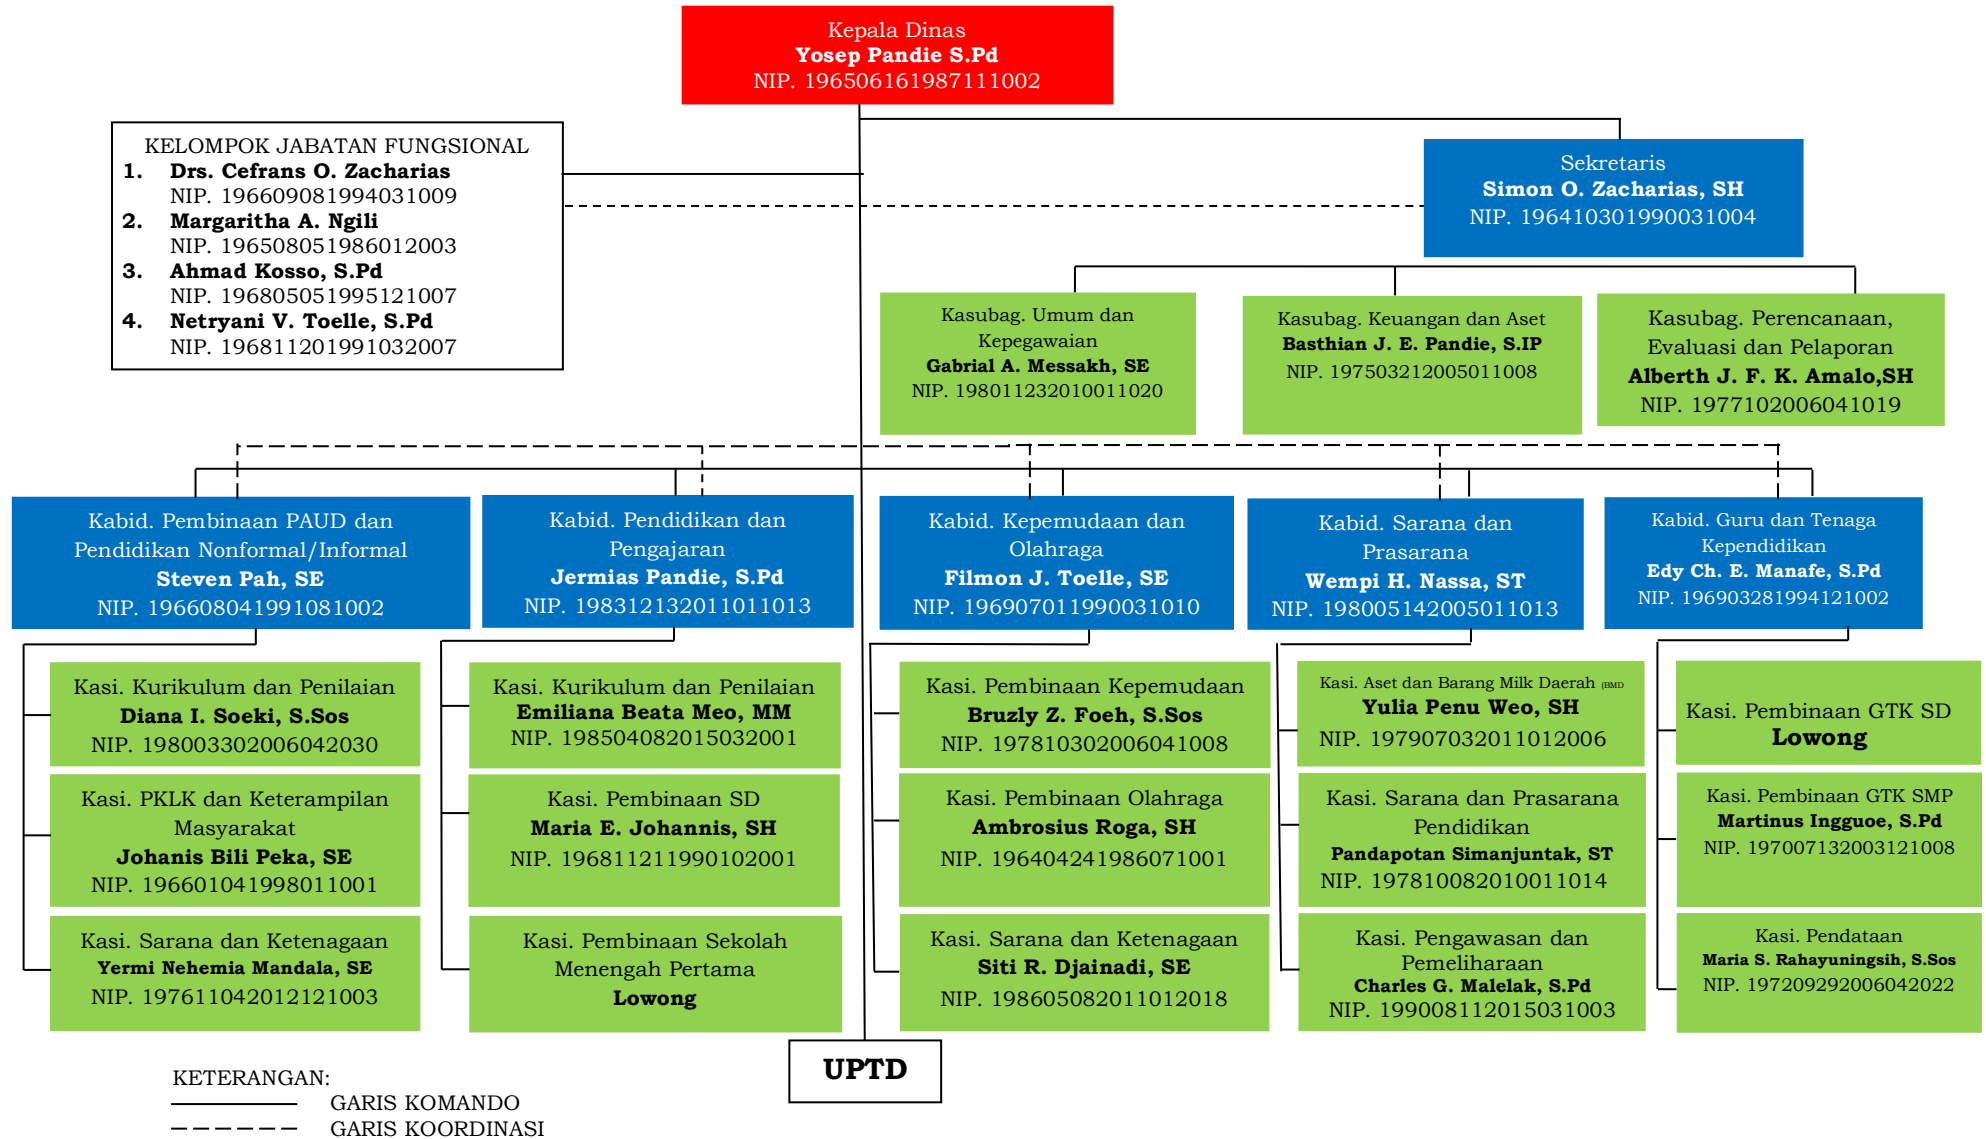 Kepala Dinas
Yosep Pandie S.Pd
NIP. 196506161987111002
KELOMPOK JABATAN FUNGSIONAL
1. Drs. Cefrans O. Zacharias
NIP. 196609081994031009
2. Margaritha A. Ngili
NIP. 196508051986012003
3. Ahmad Kosso, S.Pd
NIP. 196805051995121007
4. Netryani V. Toelle, S.Pd
NIP. 196811201991032007
Sekretaris
Simon O. Zacharias, SH
NIP. 196410301990031004
Kasubag. Umum dan
Kepegawaian
Gabrial A. Messakh, SE
NIP. 198011232010011020
Kasubag. Keuangan dan Aset
Basthian J. E. Pandie, S.IP
NIP. 197503212005011008
Kasubag. Perencanaan,
Evaluasi dan Pelaporan
Alberth J. F. K. Amalo,SH
NIP. 1977102006041019
Kabid. Pembinaan PAUD dan
Pendidikan Nonformal/Informal
Steven Pah, SE
NIP. 196608041991081002
Kabid. Pendidikan dan
Pengajaran
Jermias Pandie, S.Pd
NIP. 198312132011011013
Kabid. Kepemudaan dan
Olahraga
Filmon J. Toelle, SE
NIP. 196907011990031010
Kabid. Sarana dan
Prasarana
Wempi H. Nassa, ST
NIP. 198005142005011013
Kabid. Guru dan Tenaga
Kependidikan
Edy Ch. E. Manafe, S.Pd
NIP. 196903281994121002
Kasi. Kurikulum dan Penilaian
Diana I. Soeki, S.Sos
NIP. 198003302006042030
Kasi. PKLK dan Keterampilan
Masyarakat
Johanis Bili Peka, SE
NIP. 196601041998011001
Kasi. Sarana dan Ketenagaan
Yermi Nehemia Mandala, SE
NIP. 197611042012121003
Kasi. Kurikulum dan Penilaian
Emiliana Beata Meo, MM
NIP. 198504082015032001
Kasi. Pembinaan SD
Maria E. Johannis, SH
NIP. 196811211990102001
Kasi. Pembinaan Sekolah
Menengah Pertama
Lowong
Kasi. Pembinaan Kepemudaan
Bruzly Z. Foeh, S.Sos
NIP. 197810302006041008
Kasi. Pembinaan Olahraga
Ambrosius Roga, SH
NIP. 196404241986071001
Kasi. Sarana dan Ketenagaan
Siti R. Djainadi, SE
NIP. 198605082011012018
Kasi. Aset dan Barang Milk Daerah (BMD
Yulia Penu Weo, SH
NIP. 197907032011012006
Kasi. Sarana dan Prasarana
Pendidikan
Pandapotan Simanjuntak, ST
NIP. 197810082010011014
Kasi. Pengawasan dan
Pemeliharaan
Charles G. Malelak, S.Pd
NIP. 199008112015031003
Kasi. Pembinaan GTK SD
Lowong
Kasi. Pembinaan GTK SMP
Martinus Ingguoe, S.Pd
NIP. 197007132003121008
Kasi. Pendataan
Maria S. Rahayuningsih, S.Sos
NIP. 197209292006042022
UPTD
KETERANGAN:
GARIS KOMANDO
GARIS KOORDINASI